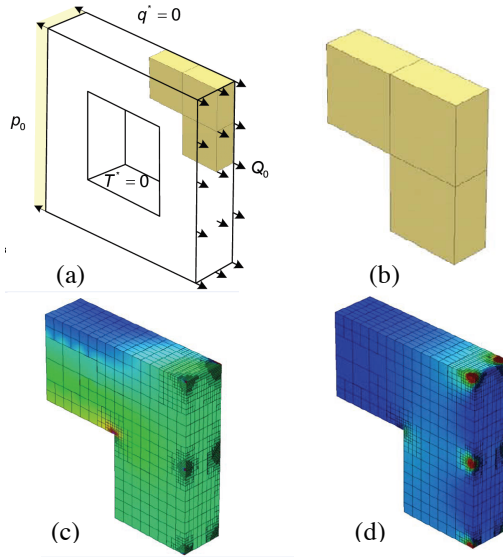 q* = 0
p₀
T* = 0
Q₀
(a)
(b)
(c)
(d)